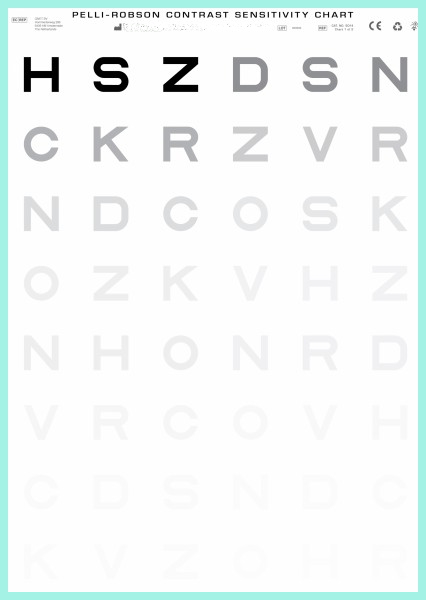 PELLI-ROBSON CONTRAST SENSITIVITY CHART
H S Z D S N
C K R Z V R
N D C O S K
O Z K V H Z
N H O N R D
V R C O V H
C D S N D C
K V Z O H R